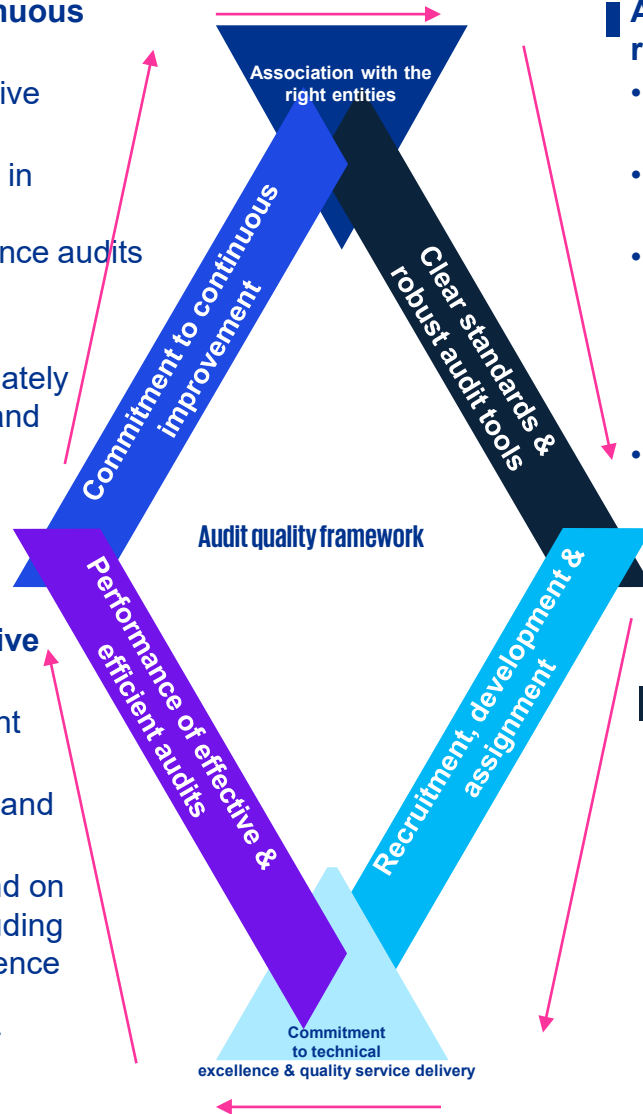 nuous
ive
in
nce audits
ately
and
ive
nt
and
nd on
uding
ence
.
Association with the
right entities
Commitment to continuous
improvement
Clear standards &
robust audit tools
Audit quality framework
Performance of effective &
efficient audits
Recruitment, development &
assignment
Commitment
to technical
excellence & quality service delivery
A
r
•
•
•
•